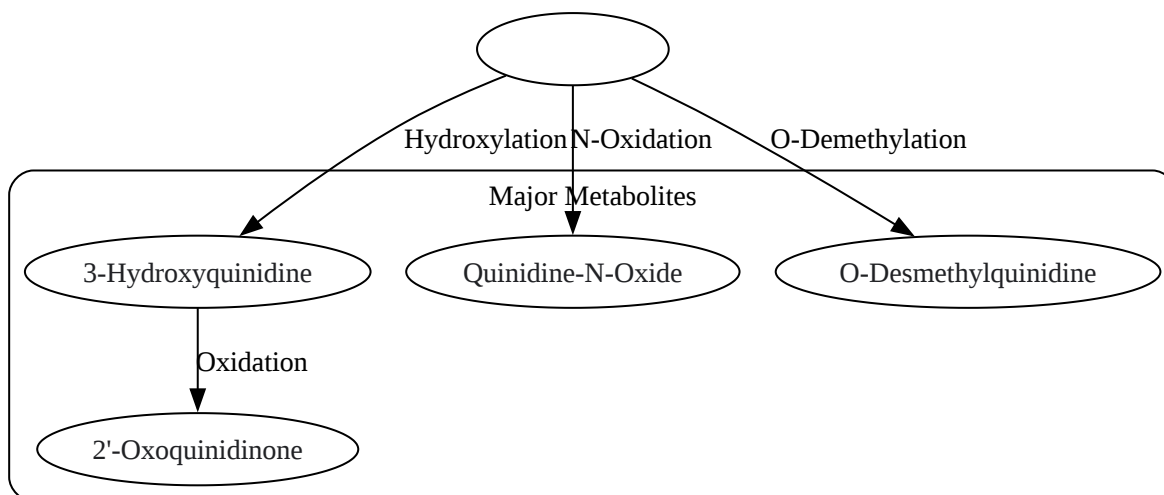 Hydroxylation
N-Oxidation
O-Demethylation
Major Metabolites
3-Hydroxyquinidine
Quinidine-N-Oxide
O-Desmethylquinidine
Oxidation
2'-Oxoquinidinone